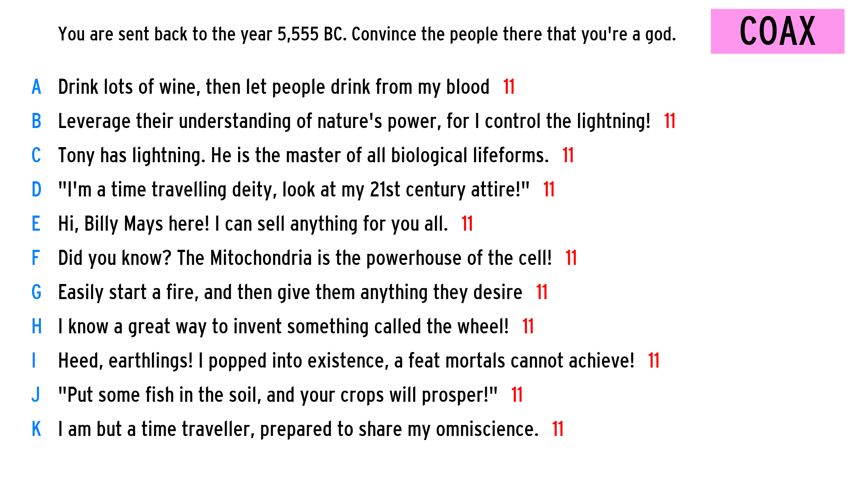 You are sent back to the year 5,555 BC. Convince the people there that you're a god.
COAX
A Drink lots of wine, then let people drink from my blood 11
B Leverage their understanding of nature's power, for I control the lightning! 11
C Tony has lightning. He is the master of all biological lifeforms. 11
D "I'm a time travelling deity, look at my 21st century attire!" 11
E Hi, Billy Mays here! I can sell anything for you all. 11
F Did you know? The Mitochondria is the powerhouse of the cell! 11
G Easily start a fire, and then give them anything they desire 11
H I know a great way to invent something called the wheel! 11
I Heed, earthlings! I popped into existence, a feat mortals cannot achieve! 11
J "Put some fish in the soil, and your crops will prosper!" 11
K I am but a time traveller, prepared to share my omniscience. 11